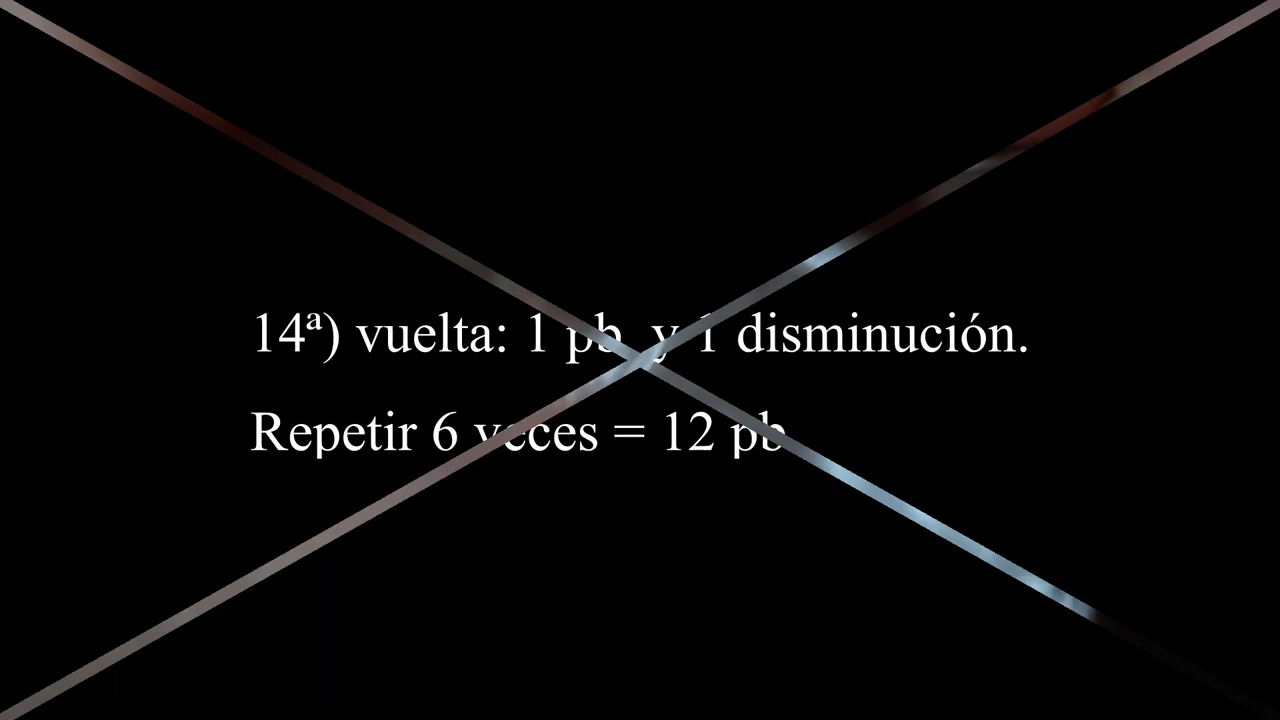 14ª) vuelta: 1 pb y 1 disminución.
Repetir 6 veces = 12 pb